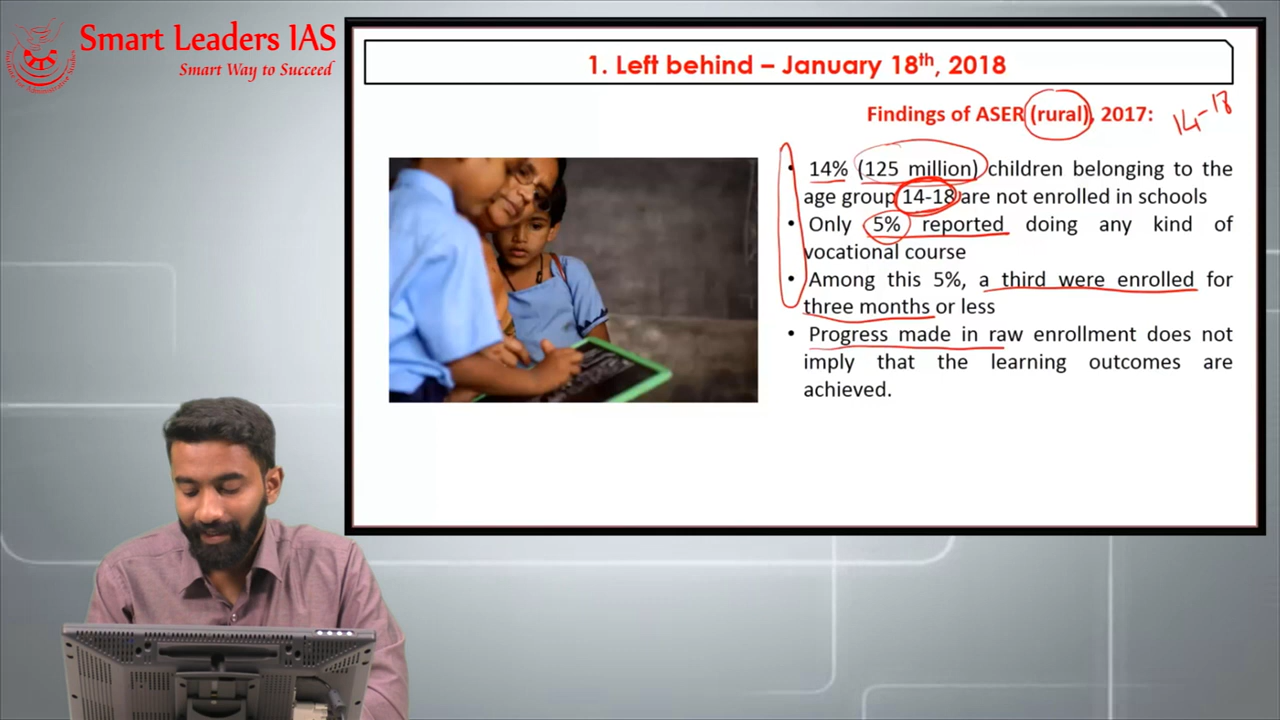 Smart Leaders IAS
Smart Way to Succeed
1. Left behind – January 18th, 2018
Findings of ASER (rural), 2017:
14-18
• 14% (125 million) children belonging to the
age group 14-18 are not enrolled in schools
• Only 5% reported doing any kind of
vocational course
• Among this 5%, a third were enrolled for
three months or less
• Progress made in raw enrollment does not
imply that the learning outcomes are
achieved.